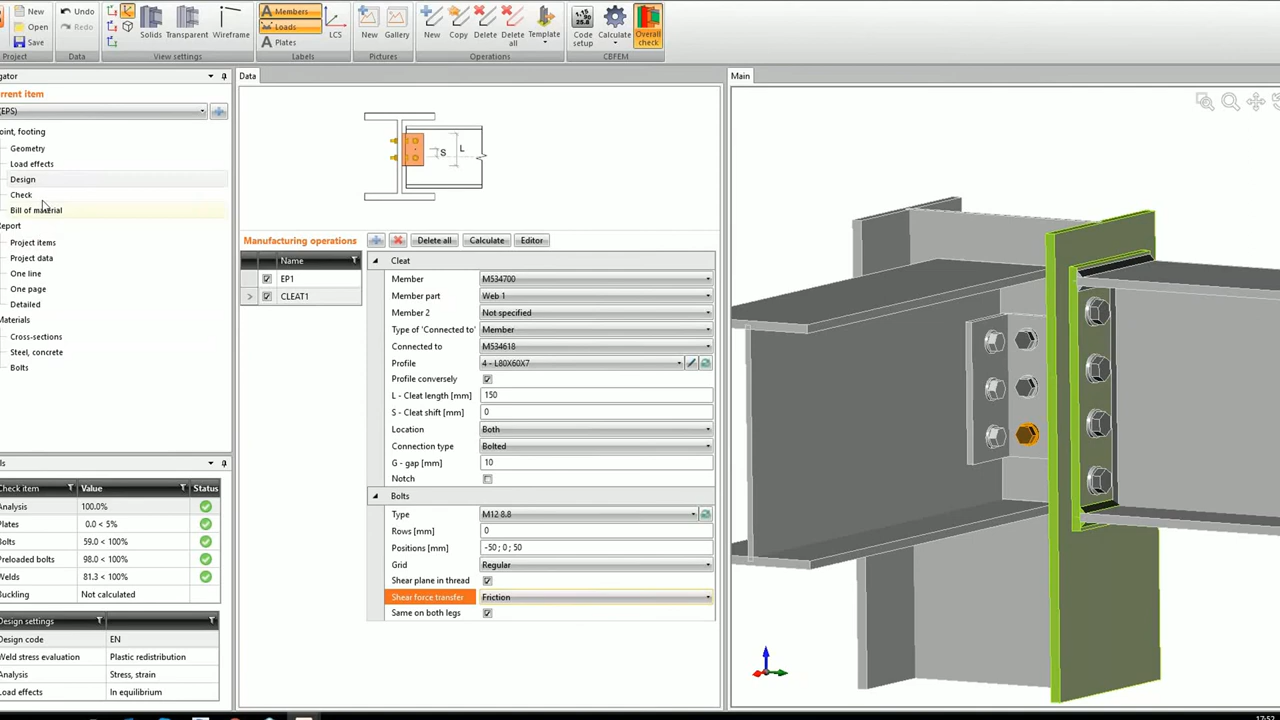 New
Open
Save
Project
Undo
Redo
Data
Solids
Transparent
Wireframe
View settings
Members
Loads
Plates
LCS
Labels
New
Gallery
Pictures
New
Copy
Delete
Delete all
Template
Operations
Code setup
Calculate
Overall check
CBFEM
gator
rrent item
(EPS)
oint, footing
Geometry
Load effects
Design
Check
Bill of material
Report
Project items
Project data
One line
One page
Detailed
Materials
Cross-sections
Steel, concrete
Bolts
ls
Check item Value Status
Analysis 100.0%
Plates 0.0 < 5%
Bolts 59.0 < 100%
Preloaded bolts 98.0 < 100%
Welds 81.3 < 100%
Buckling Not calculated
Design settings
Design code EN
Weld stress evaluation Plastic redistribution
Analysis Stress, strain
Load effects In equilibrium
Data
S L
Manufacturing operations
Delete all Calculate Editor
Name
EP1
CLEAT1
Cleat
Member M534700
Member part Web 1
Member 2 Not specified
Type of 'Connected to' Member
Connected to M534618
Profile 4 - L80X60X7
Profile conversely
L - Cleat length [mm] 150
S - Cleat shift [mm] 0
Location Both
Connection type Bolted
G - gap [mm] 10
Notch
Bolts
Type M12 8.8
Rows [mm] 0
Positions [mm] -50 ; 0 ; 50
Grid Regular
Shear plane in thread
Shear force transfer Friction
Same on both legs
Main